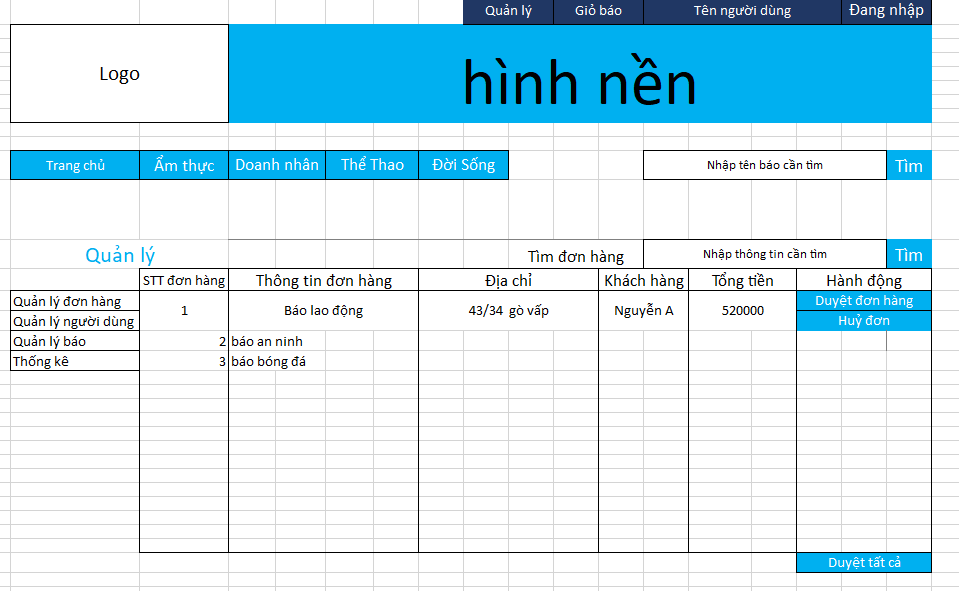 Quản lý Giỏ báo Tên người dùng Đang nhập
Logo
hình nền
Trang chủ Ẩm thực Doanh nhân Thể Thao Đời Sống Nhập tên báo cần tìm Tìm
Quản lý Tìm đơn hàng Nhập thông tin cần tìm Tìm
STT đơn hàng Thông tin đơn hàng Địa chỉ Khách hàng Tổng tiền Hành động
Quản lý đơn hàng 1 Báo lao động 43/34 gò vấp Nguyễn A 520000 Duyệt đơn hàng
Quản lý người dùng Huỷ đơn
Quản lý báo 2 báo an ninh
Thống kê 3 báo bóng đá
Duyệt tất cả